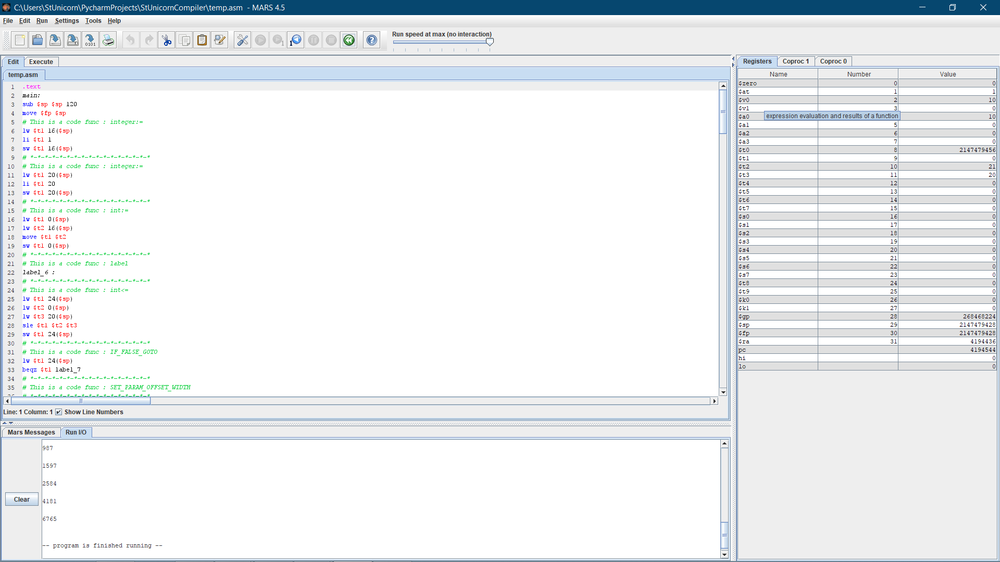 C:\Users\StUnicorn\PycharmProjects\StUnicornCompiler\temp.asm - MARS 4.5
File Edit Run Settings Tools Help
Run speed at max (no interaction)
Edit Execute
temp.asm
1 .text
2 main:
3 sub $sp $sp 120
4 move $fp $sp
5 # This is a code func : integer:=
6 lw $t1 16($sp)
7 li $t1 1
8 sw $t1 16($sp)
9 # *-*-*-*-*-*-*-*-*-*-*-*-*-*-*-*-*
10 # This is a code func : integer:=
11 lw $t1 20($sp)
12 li $t1 20
13 sw $t1 20($sp)
14 # *-*-*-*-*-*-*-*-*-*-*-*-*-*-*-*-*
15 # This is a code func : int:=
16 lw $t1 0($sp)
17 lw $t2 16($sp)
18 move $t1 $t2
19 sw $t1 0($sp)
20 # *-*-*-*-*-*-*-*-*-*-*-*-*-*-*-*-*
21 # This is a code func : label
22 label_6 :
23 # *-*-*-*-*-*-*-*-*-*-*-*-*-*-*-*-*
24 # This is a code func : int<=
25 lw $t1 24($sp)
26 lw $t2 0($sp)
27 lw $t3 20($sp)
28 sle $t1 $t2 $t3
29 sw $t1 24($sp)
30 # *-*-*-*-*-*-*-*-*-*-*-*-*-*-*-*-*
31 # This is a code func : IF_FALSE_GOTO
32 lw $t1 24($sp)
33 beqz $t1 label_7
34 # *-*-*-*-*-*-*-*-*-*-*-*-*-*-*-*-*
35 # This is a code func : SET_PARAM_OFFSET_WIDTH
Line: 1 Column: 1 Show Line Numbers
Mars Messages Run I/O
Clear
987
1597
2584
4181
6765
-- program is finished running --
Registers Coproc 1 Coproc 0
Name Number Value
$zero 0 0
$at 1 1
$v0 2 10
$v1 3 0
$a0 10
expression evaluation and results of a function
$a1 5 0
$a2 6 0
$a3 7 0
$t0 8 2147479456
$t1 9 0
$t2 10 21
$t3 11 20
$t4 12 0
$t5 13 0
$t6 14 0
$t7 15 0
$s0 16 0
$s1 17 0
$s2 18 0
$s3 19 0
$s4 20 0
$s5 21 0
$s6 22 0
$s7 23 0
$t8 24 0
$t9 25 0
$k0 26 0
$k1 27 0
$gp 28 268468224
$sp 29 2147479428
$fp 30 2147479428
$ra 31 4194436
pc 4194544
hi 0
lo 0